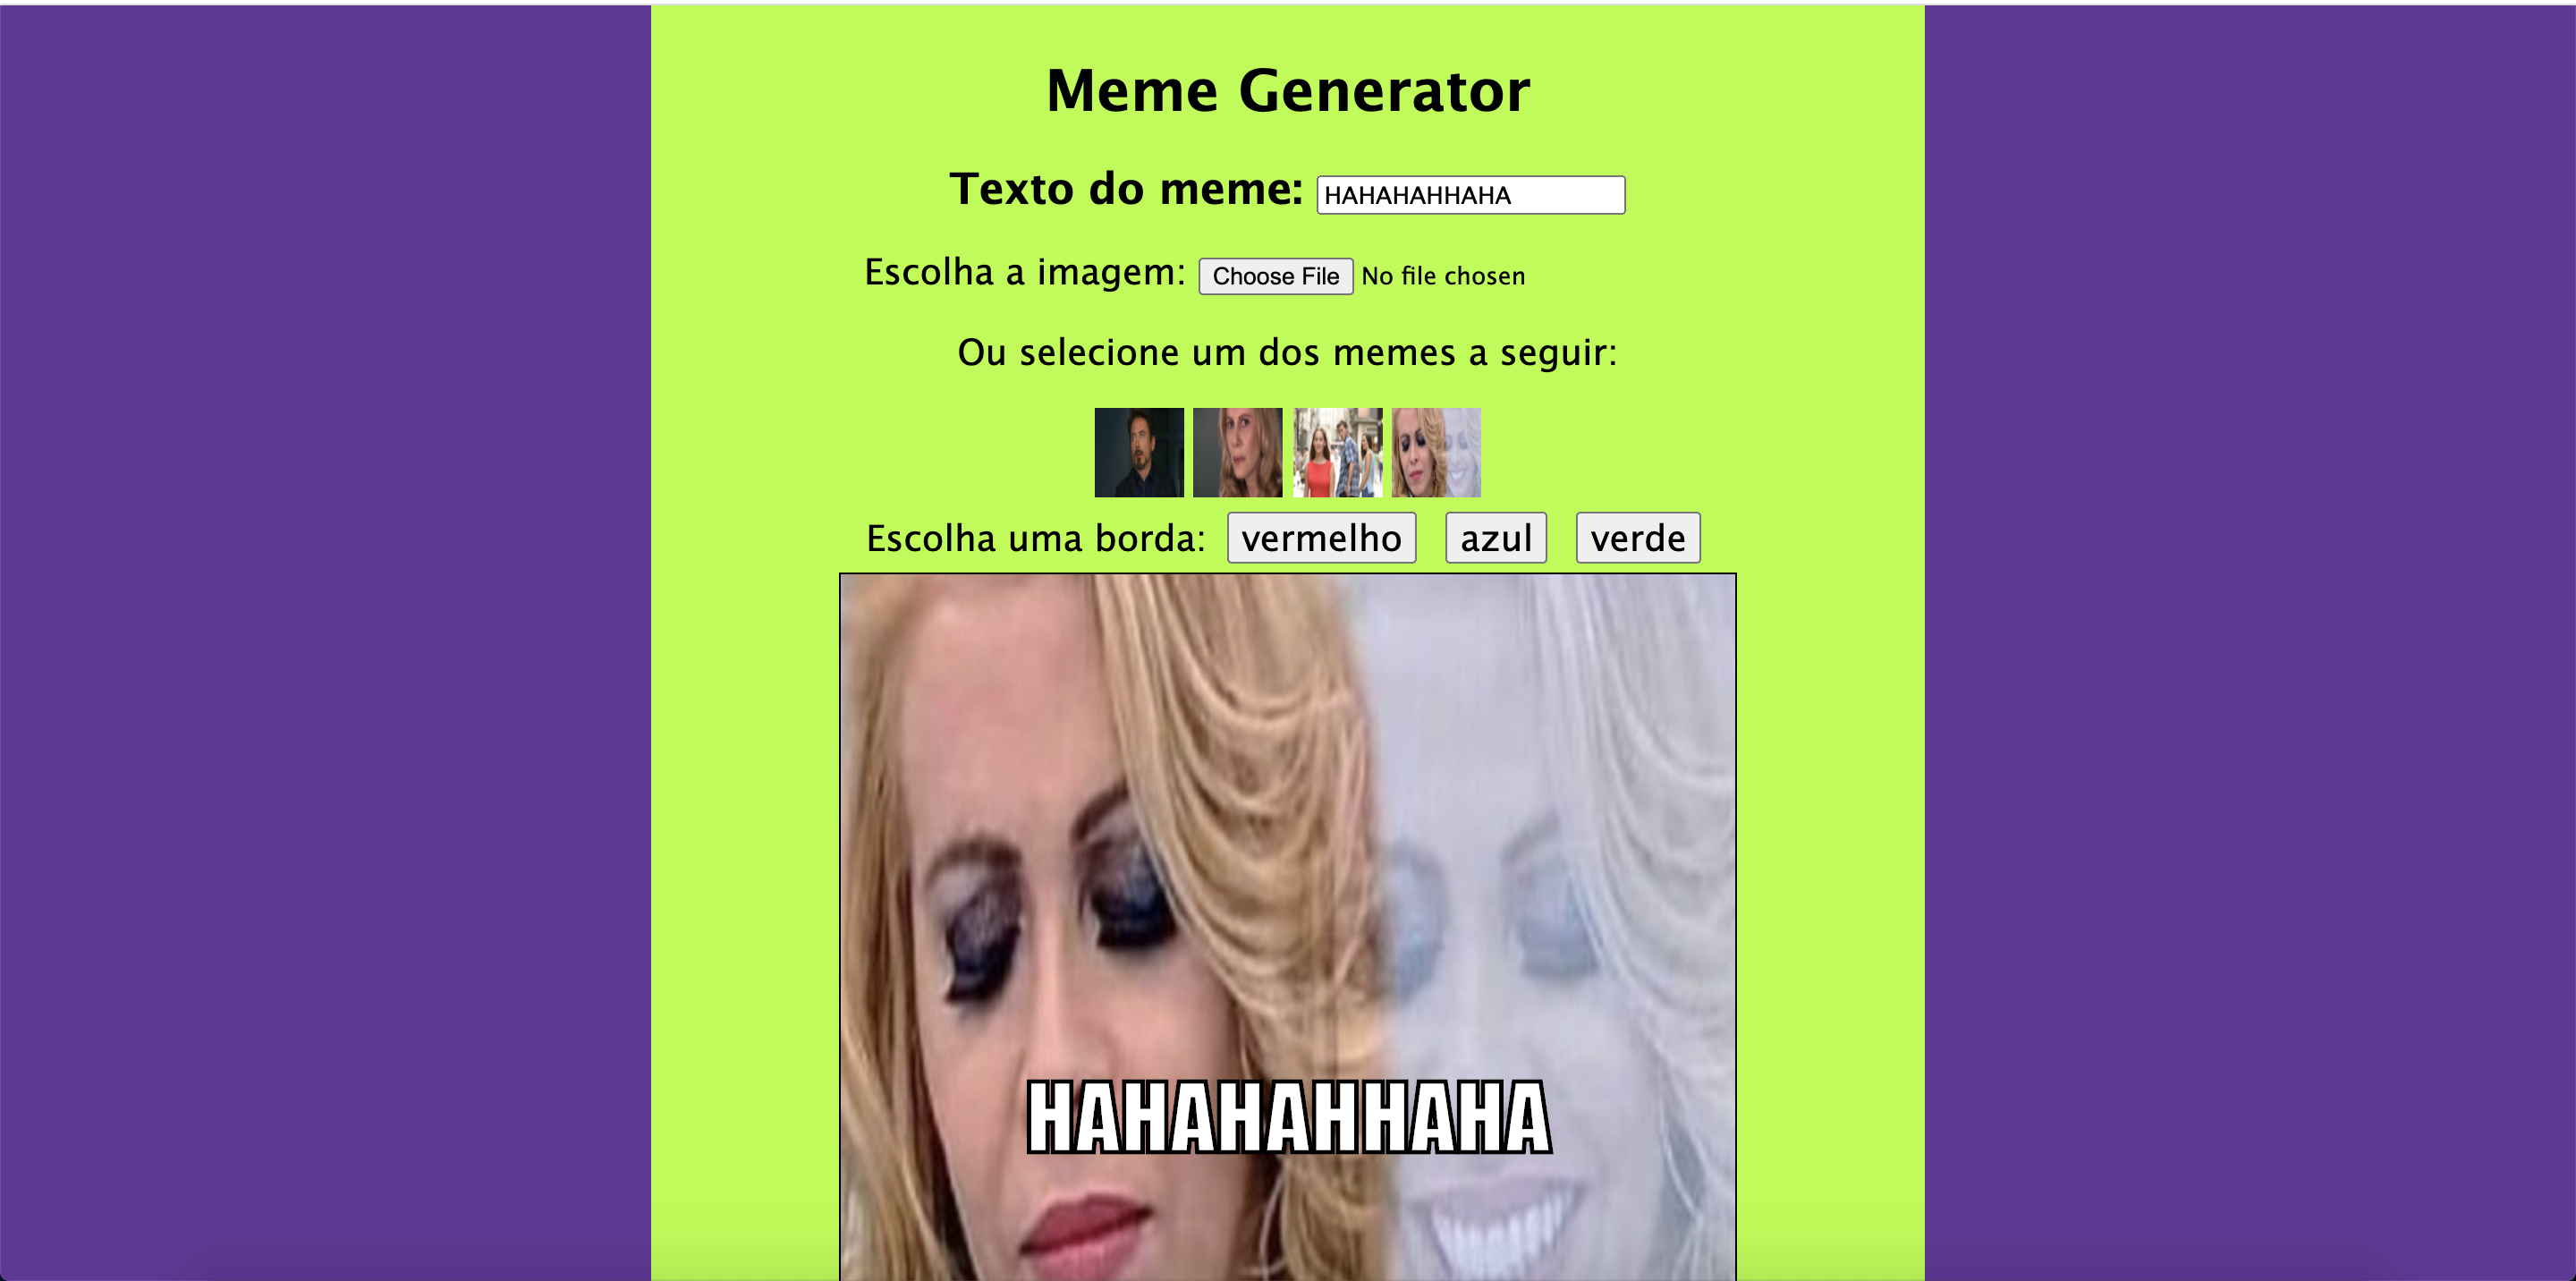 Meme Generator
Texto do meme: HAHAHAHHAHA
Escolha a imagem: Choose File No file chosen
Ou selecione um dos memes a seguir:
Escolha uma borda: vermelho azul verde
HAHAHAHHAHA